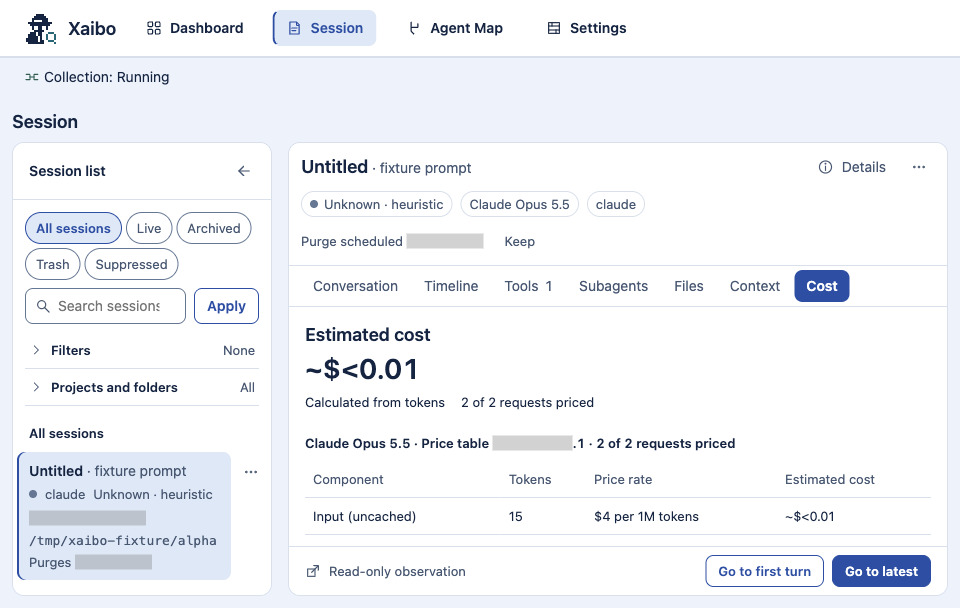 Xaibo
Dashboard
Session
Agent Map
Settings
Collection: Running
Session
Session list
All sessions
Live
Archived
Trash
Suppressed
Search sessions
Apply
Filters None
Projects and folders All
All sessions
Untitled · fixture prompt
claude Unknown · heuristic
/tmp/xaibo-fixture/alpha
Purges
Untitled · fixture prompt
Details
Unknown · heuristic
Claude Opus 5.5
claude
Purge scheduled
Keep
Conversation
Timeline
Tools 1
Subagents
Files
Context
Cost
Estimated cost
~$<0.01
Calculated from tokens 2 of 2 requests priced
Claude Opus 5.5 · Price table .1 · 2 of 2 requests priced
Component Tokens Price rate Estimated cost
Input (uncached) 15 $4 per 1M tokens ~$<0.01
Read-only observation
Go to first turn
Go to latest